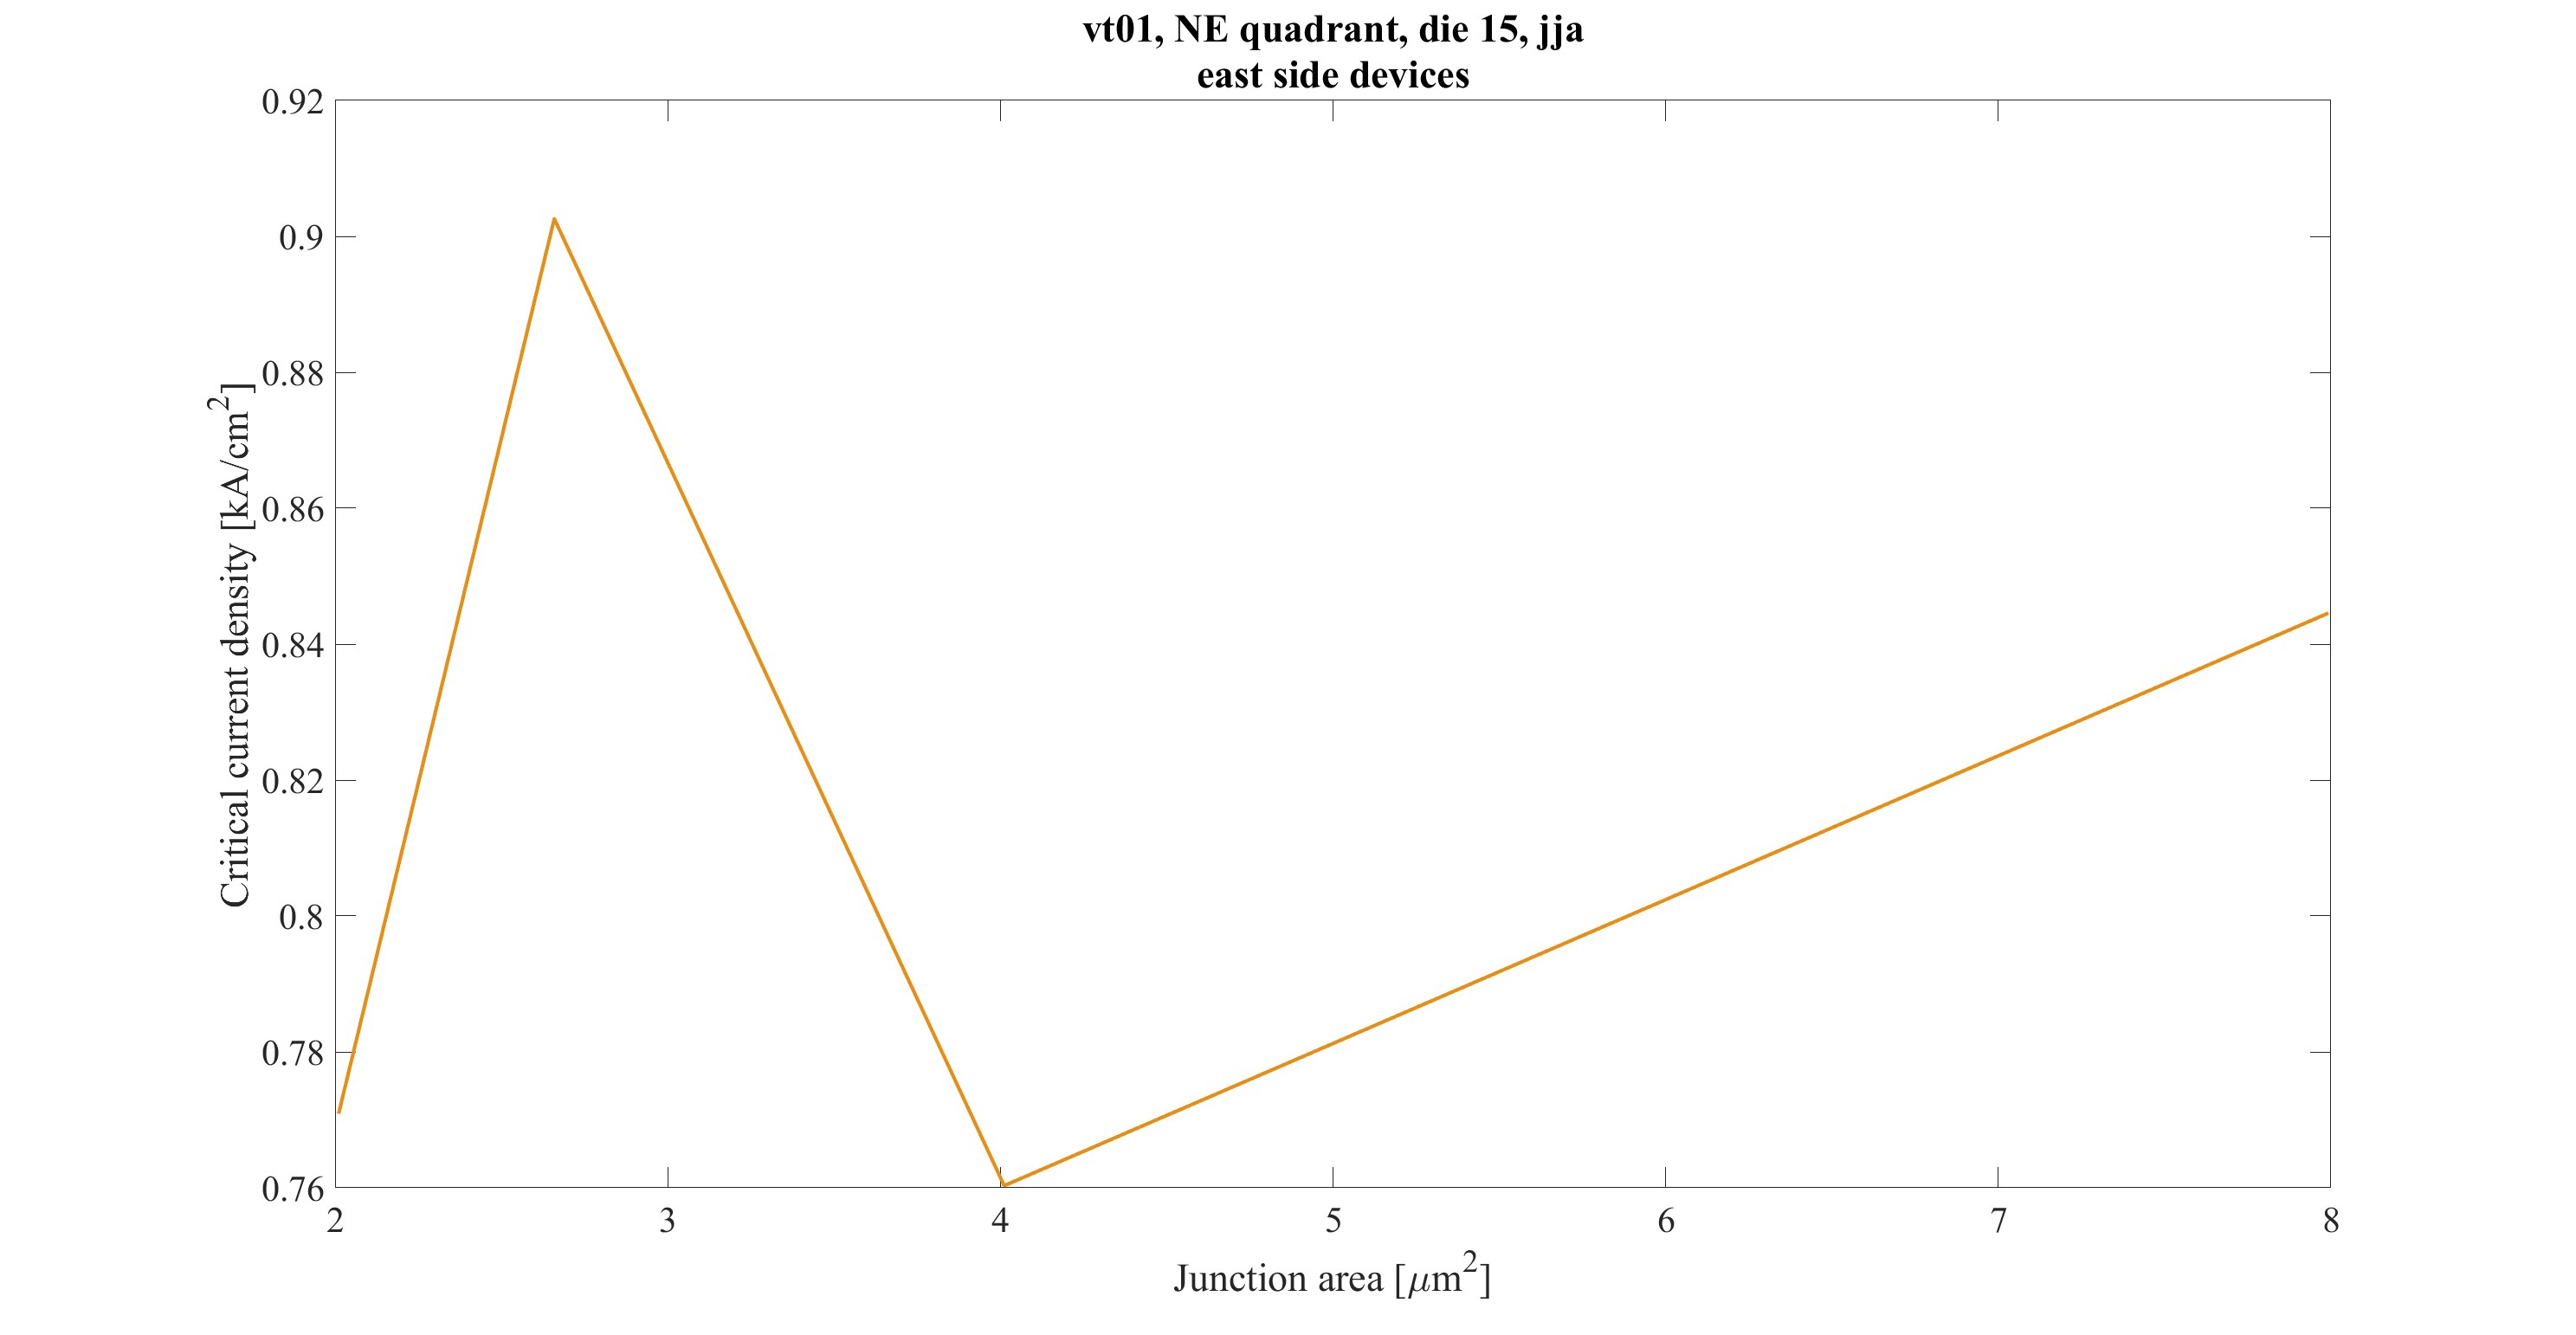 vt01, NE quadrant, die 15, jja
east side devices
0.92
0.9
0.88
0.86
0.84
0.82
0.8
0.78
0.76
Critical current density [kA/cm²]
2 3 4 5 6 7 8
Junction area [μm²]